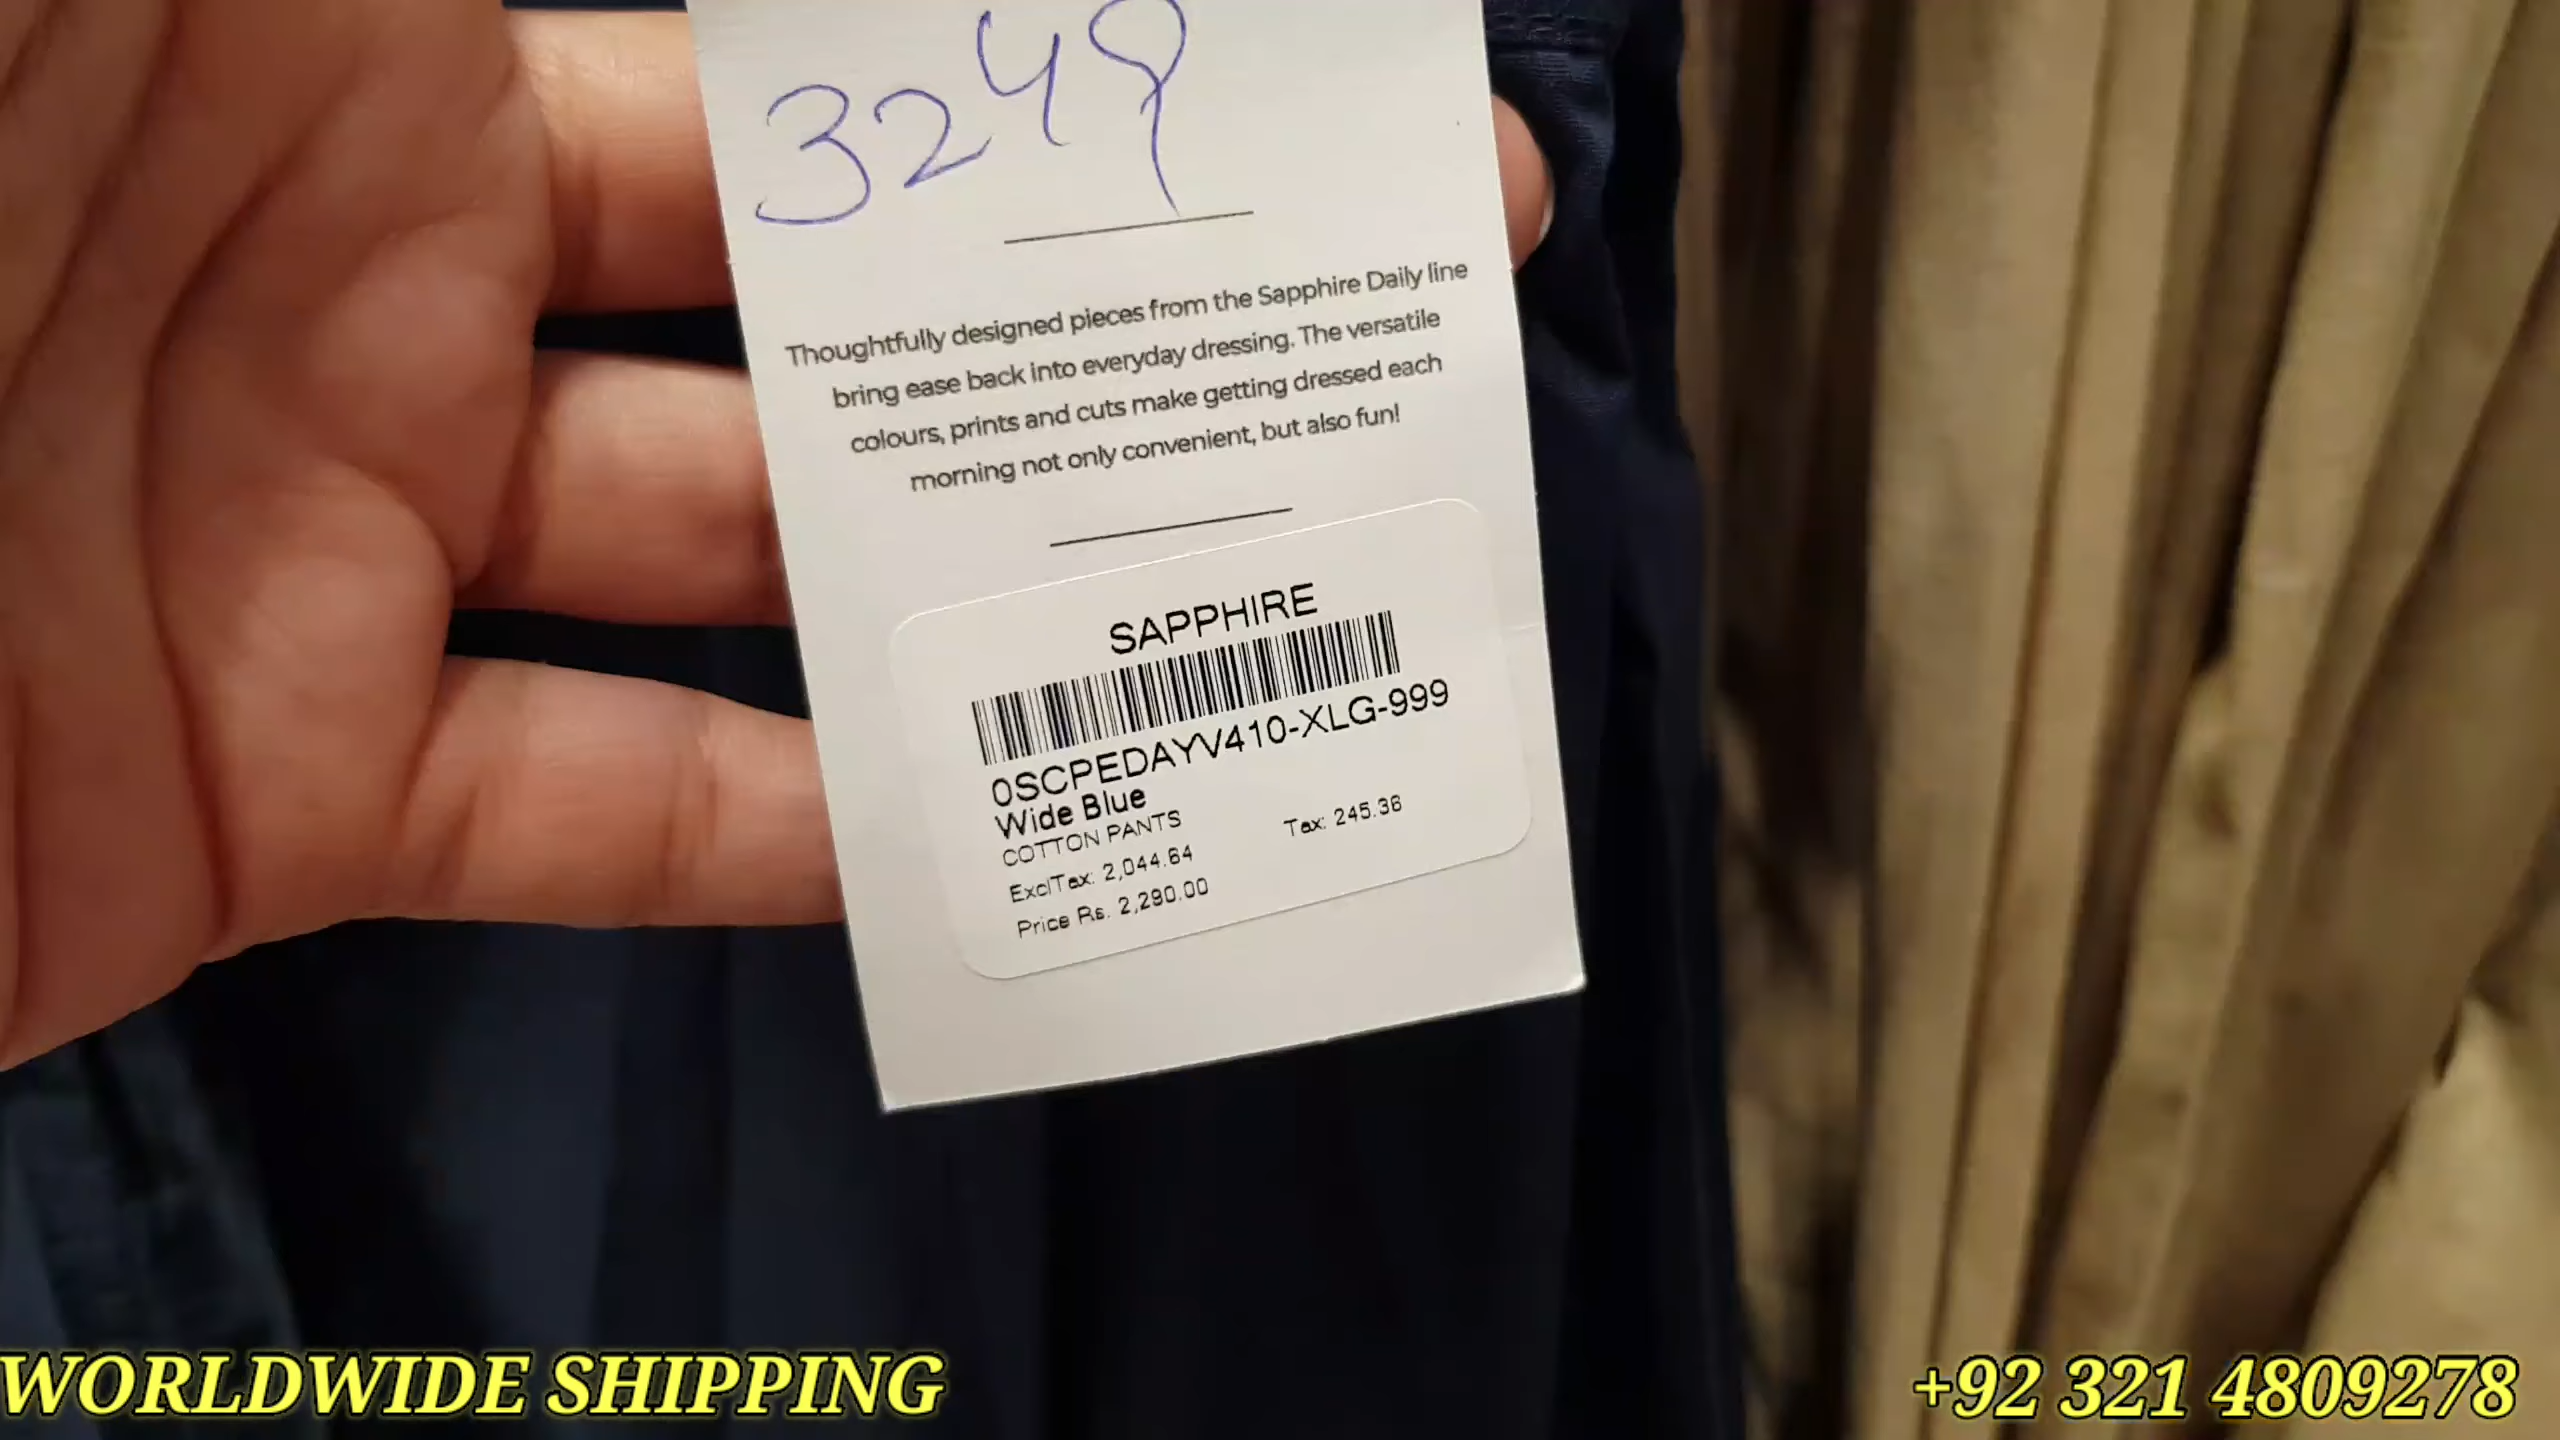 3249
Thoughtfully designed pieces from the Sapphire Daily line
bring ease back into everyday dressing. The versatile
colours, prints and cuts make getting dressed each
morning not only convenient, but also fun!
SAPPHIRE
0SCPEDAYV410-XLG-999
Wide Blue
COTTON PANTS
ExclTax: 2,044.64 Tax: 245.36
Price Rs. 2,290.00
WORLDWIDE SHIPPING +92 321 4809278